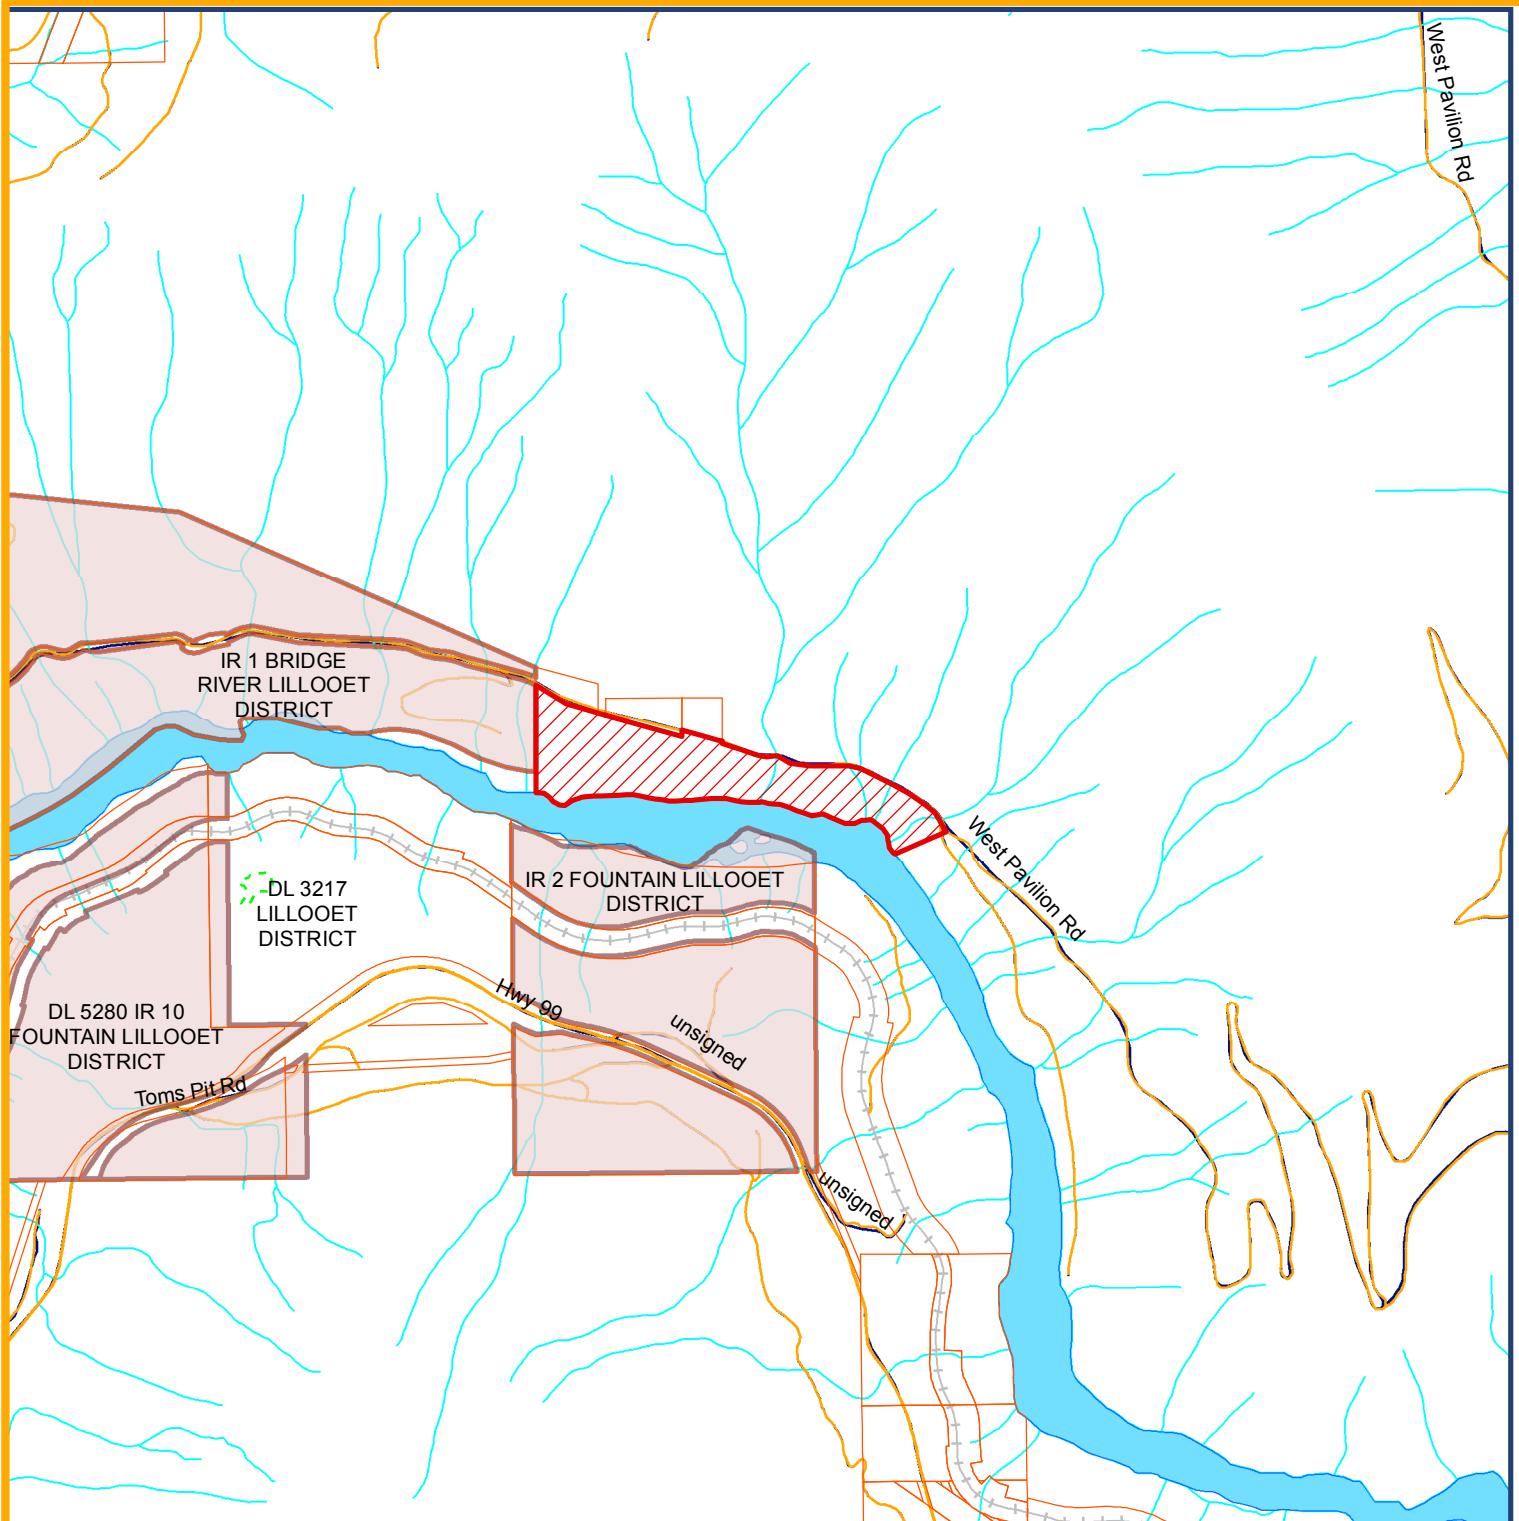 West Pavilion Rd
IR 1 BRIDGE
RIVER LILLOOET
DISTRICT
West Pavilion Rd
IR 2 FOUNTAIN LILLOOET
DISTRICT
DL 3217
LILLOOET
DISTRICT
Hwy 99
unsigned
DL 5280 IR 10
FOUNTAIN LILLOOET
DISTRICT
Toms Pit Rd
unsigned